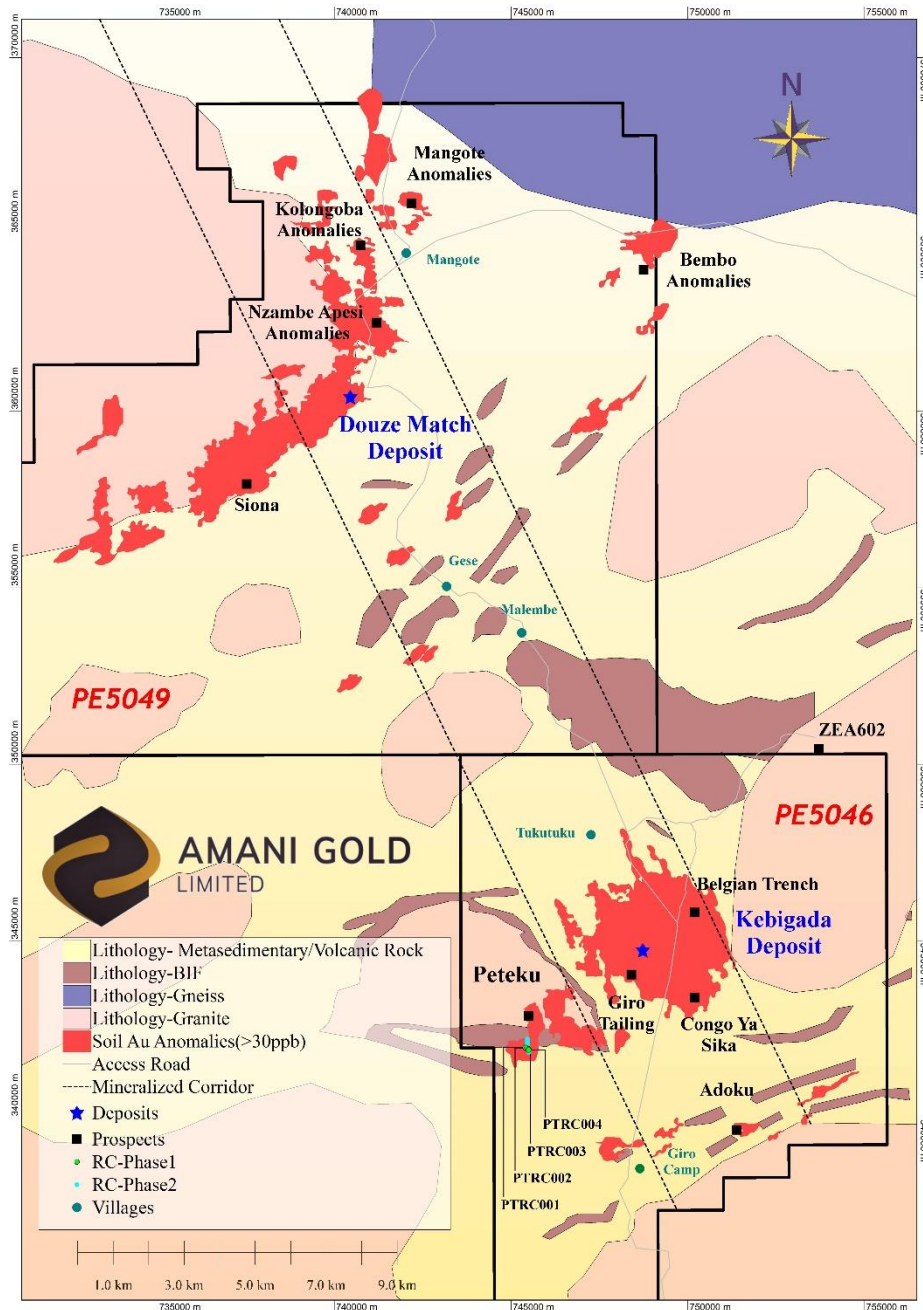 735000 m
740000 m
745000 m
750000 m
755000 m
370000 m
N
Mangote
Anomalies
365000 m
Kolongoba
Anomalies
Mangote
Bembo
Anomalies
Nzambe Apesi
Anomalies
360000 m
Douze Match
Deposit
Siona
355000 m
Gese
Malembe
PE5049
350000 m
ZEA602
PE5046
Tukutuku
AMANI GOLD
LIMITED
Belgian Trench
Kebigada
Deposit
345000 m
Lithology- Metasedimentary/Volcanic Rock
Lithology-BIF
Lithology-Gneiss
Lithology-Granite
Soil Au Anomalies(>30ppb)
Access Road
Mineralized Corridor
Deposits
Prospects
RC-Phase1
RC-Phase2
Villages
Peteku
Giro
Tailing
Congo Ya
Sika
340000 m
Adoku
PTRC004
PTRC003
PTRC002
PTRC001
Giro
Camp
1.0 km
3.0 km
5.0 km
7.0 km
9.0 km
735000 m
740000 m
745000 m
750000 m
755000 m